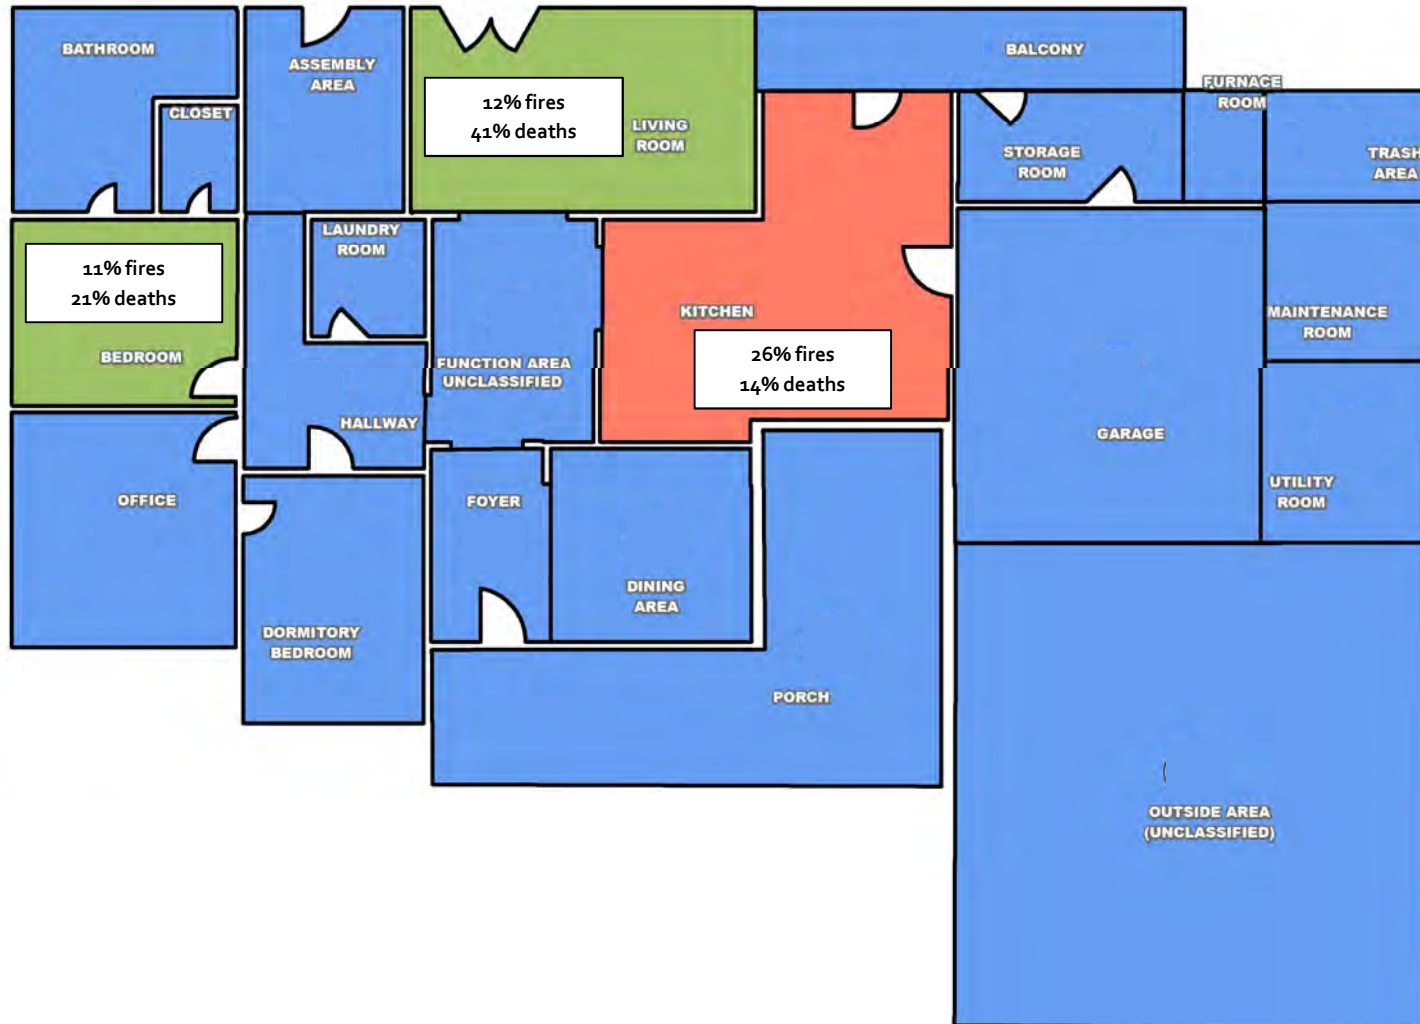 BATHROOM
CLOSET
ASSEMBLY
AREA
12% fires
41% deaths
LIVING
ROOM
BALCONY
FURNACE
ROOM
STORAGE
ROOM
TRASH
AREA
11% fires
21% deaths
BEDROOM
LAUNDRY
ROOM
FUNCTION AREA
UNCLASSIFIED
KITCHEN
26% fires
14% deaths
MAINTENANCE
ROOM
HALLWAY
GARAGE
OFFICE
FOYER
UTILITY
ROOM
DORMITORY
BEDROOM
DINING
AREA
PORCH
OUTSIDE AREA
(UNCLASSIFIED)